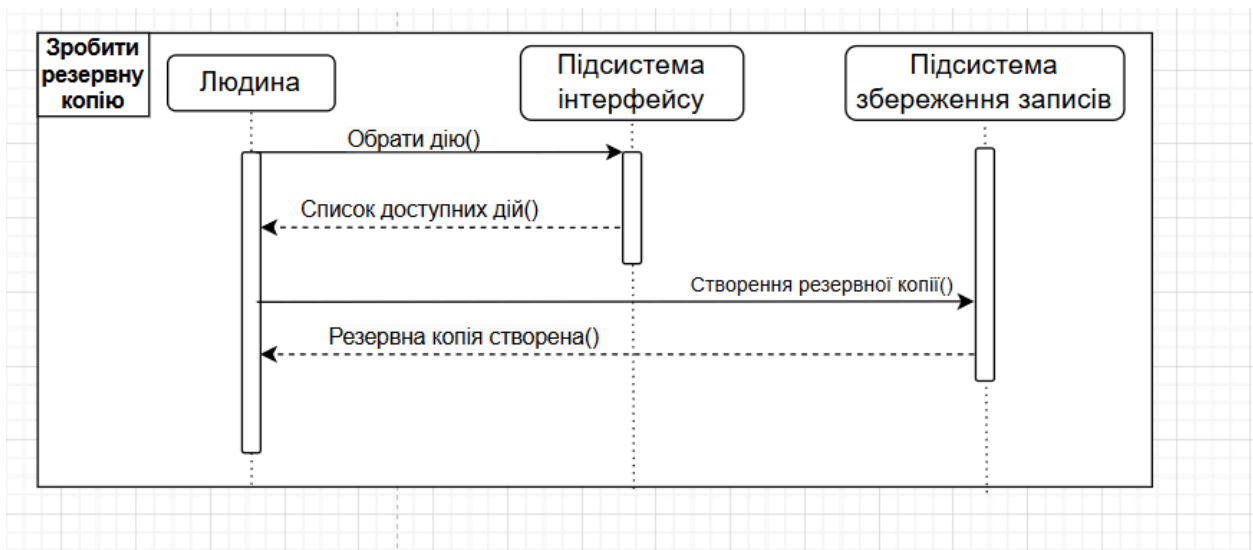 Зробити
резервну
копію
Людина
Підсистема
інтерфейсу
Підсистема
збереження записів
Обрати дію()
Список доступних дій()
Створення резервної копії()
Резервна копія створена()